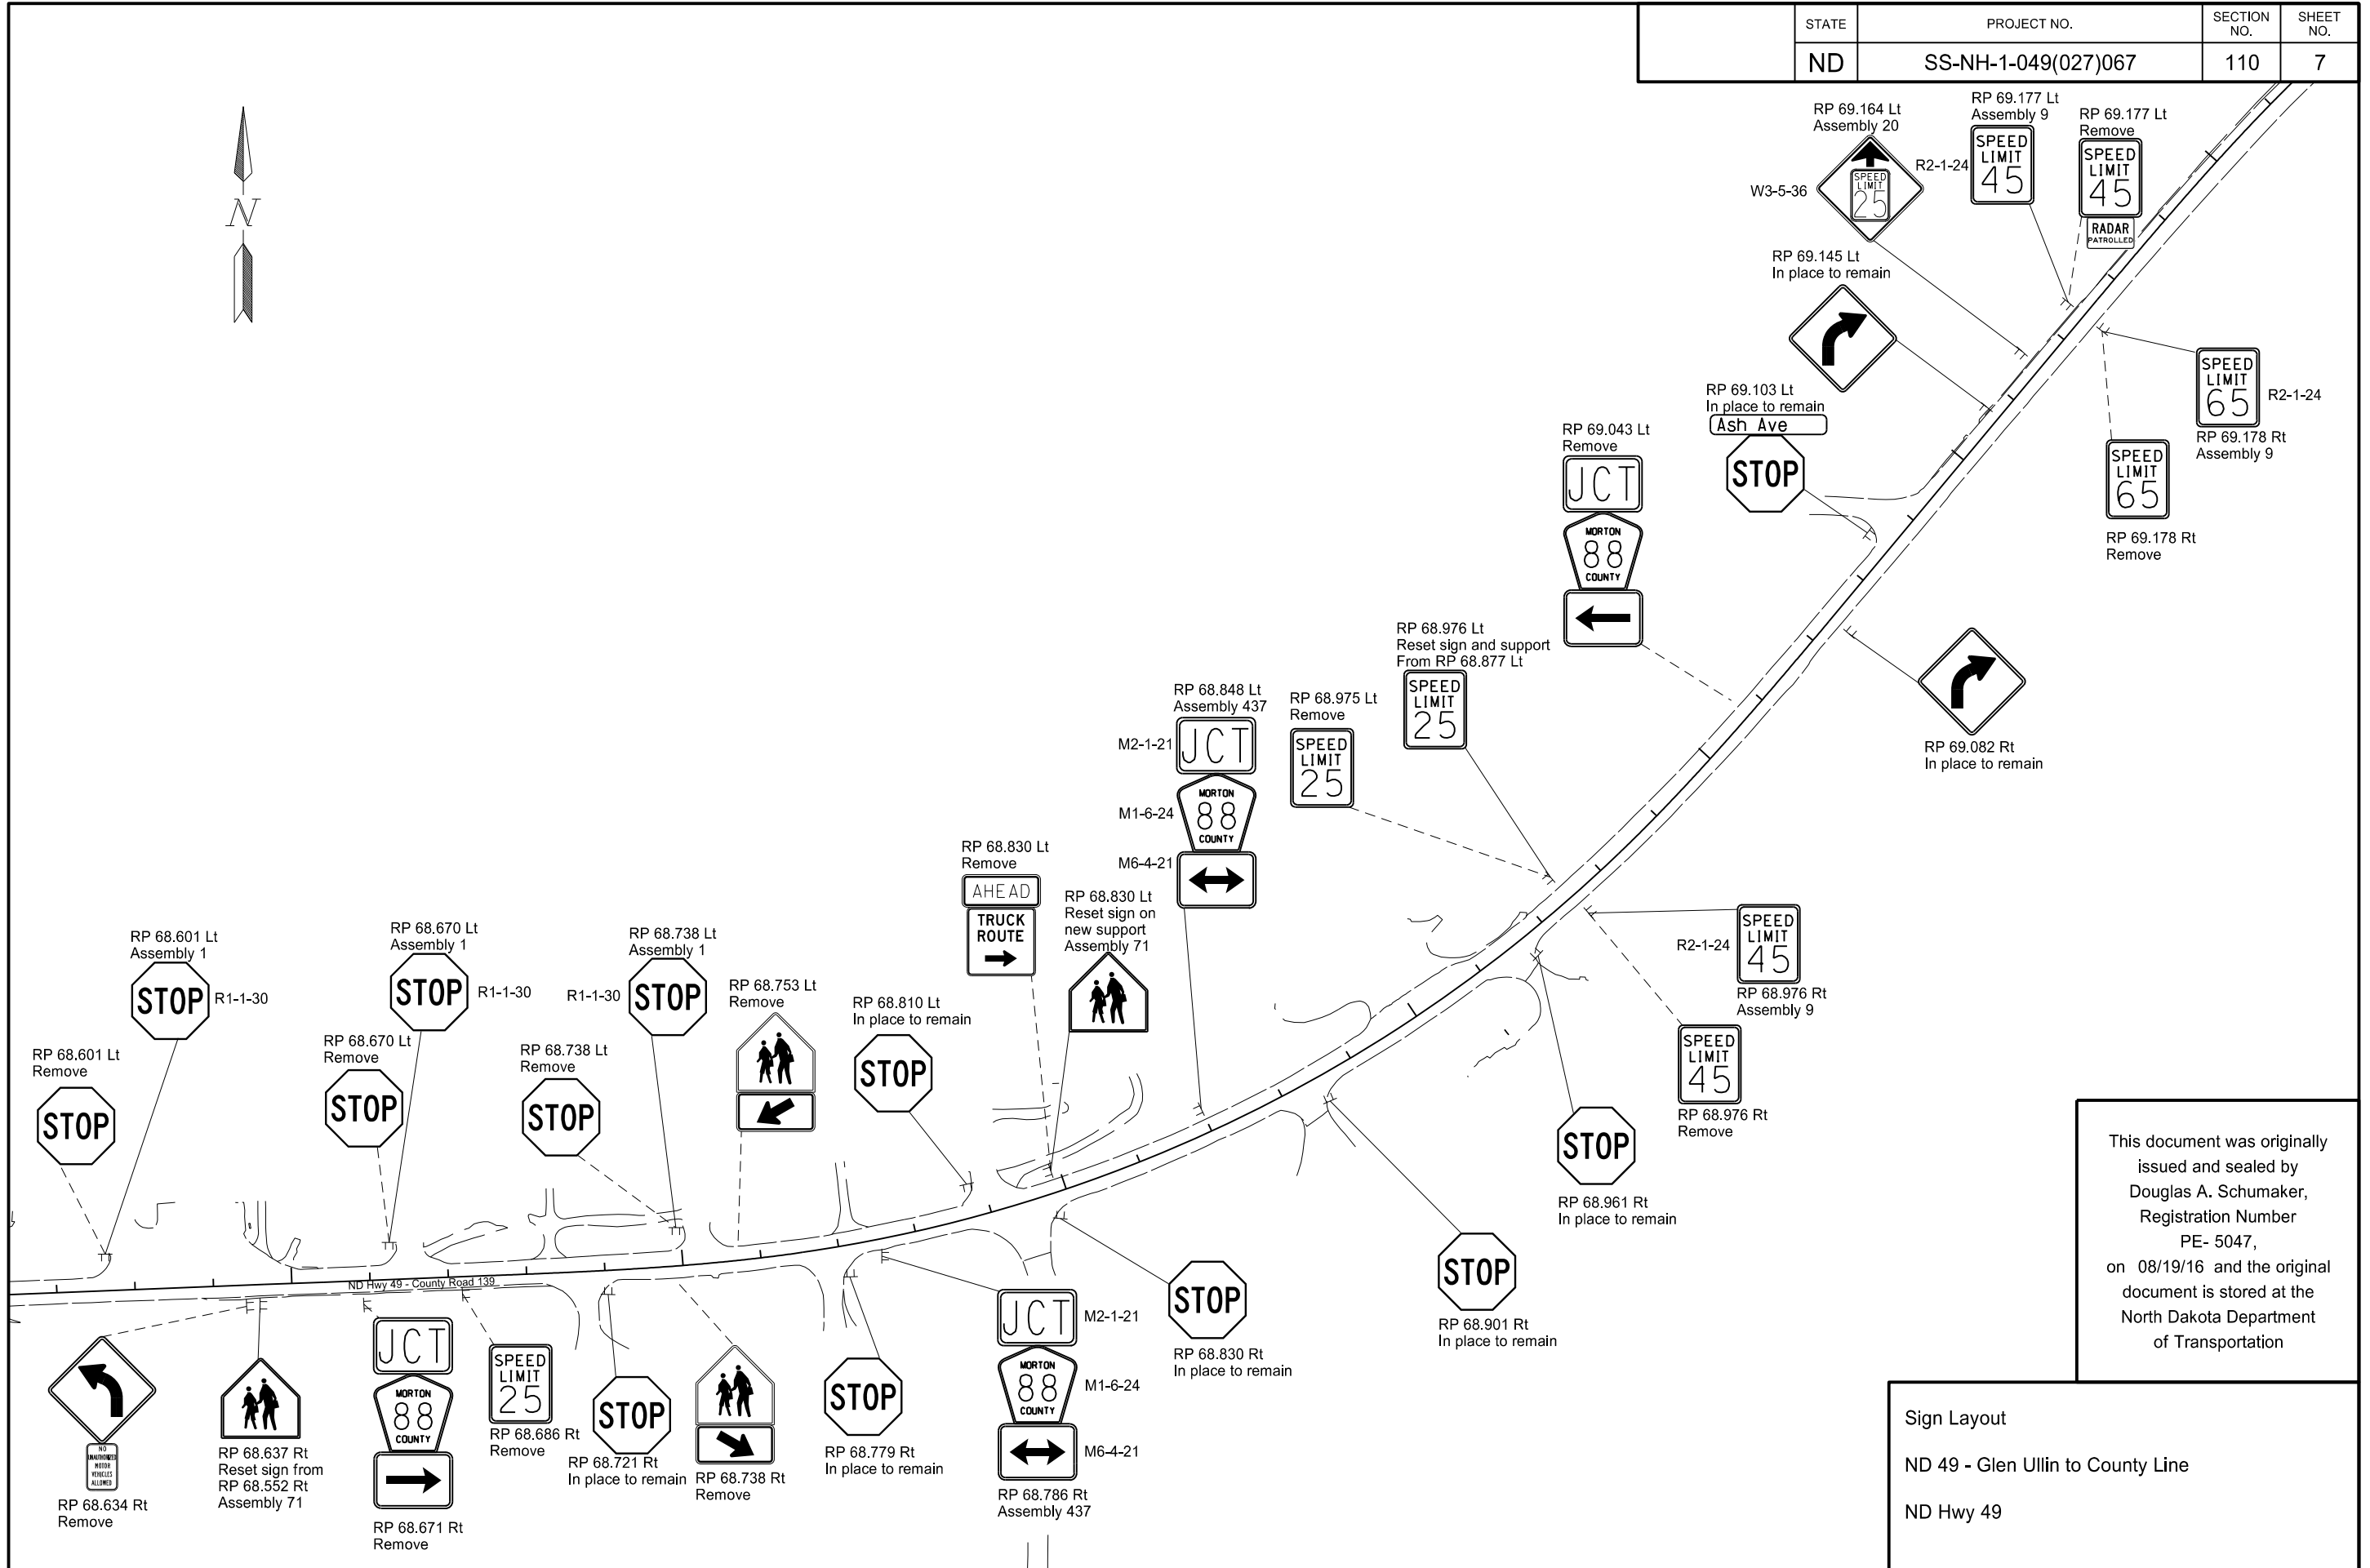 STATE
PROJECT NO.
SECTION
NO.
SHEET
NO.
ND
SS-NH-1-049(027)067
110
7
N
RP 69.164 Lt
Assembly 20
SPEED
LIMIT
25
W3-5-36
RP 69.177 Lt
Assembly 9
R2-1-24
SPEED
LIMIT
45
RP 69.177 Lt
Remove
SPEED
LIMIT
45
RADAR
PATROLLED
RP 69.145 Lt
In place to remain
SPEED
LIMIT
65
R2-1-24
RP 69.178 Rt
Assembly 9
SPEED
LIMIT
65
RP 69.178 Rt
Remove
RP 69.103 Lt
In place to remain
Ash Ave
STOP
RP 69.043 Lt
Remove
JCT
MORTON
88
COUNTY
RP 69.082 Rt
In place to remain
RP 68.976 Lt
Reset sign and support
From RP 68.877 Lt
SPEED
LIMIT
25
RP 68.975 Lt
Remove
SPEED
LIMIT
25
RP 68.848 Lt
Assembly 437
M2-1-21
JCT
M1-6-24
MORTON
88
COUNTY
M6-4-21
RP 68.830 Lt
Remove
AHEAD
TRUCK
ROUTE
RP 68.830 Lt
Reset sign on
new support
Assembly 71
R2-1-24
SPEED
LIMIT
45
RP 68.976 Rt
Assembly 9
SPEED
LIMIT
45
RP 68.976 Rt
Remove
RP 68.601 Lt
Assembly 1
STOP
R1-1-30
RP 68.601 Lt
Remove
STOP
RP 68.670 Lt
Assembly 1
STOP
R1-1-30
RP 68.670 Lt
Remove
STOP
RP 68.738 Lt
Assembly 1
R1-1-30
STOP
RP 68.738 Lt
Remove
STOP
RP 68.753 Lt
Remove
RP 68.810 Lt
In place to remain
STOP
STOP
RP 68.961 Rt
In place to remain
STOP
RP 68.901 Rt
In place to remain
STOP
RP 68.830 Rt
In place to remain
ND Hwy 49 - County Road 139
NO
UNAUTHORIZED
MOTOR
VEHICLES
ALLOWED
RP 68.634 Rt
Remove
RP 68.637 Rt
Reset sign from
RP 68.552 Rt
Assembly 71
JCT
MORTON
88
COUNTY
RP 68.671 Rt
Remove
SPEED
LIMIT
25
RP 68.686 Rt
Remove
STOP
RP 68.721 Rt
In place to remain
RP 68.738 Rt
Remove
STOP
RP 68.779 Rt
In place to remain
JCT
M2-1-21
MORTON
88
COUNTY
M1-6-24
M6-4-21
RP 68.786 Rt
Assembly 437
This document was originally
issued and sealed by
Douglas A. Schumaker,
Registration Number
PE- 5047,
on 08/19/16 and the original
document is stored at the
North Dakota Department
of Transportation
Sign Layout
ND 49 - Glen Ullin to County Line
ND Hwy 49